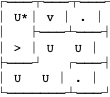 U* v .
> U U
U U .